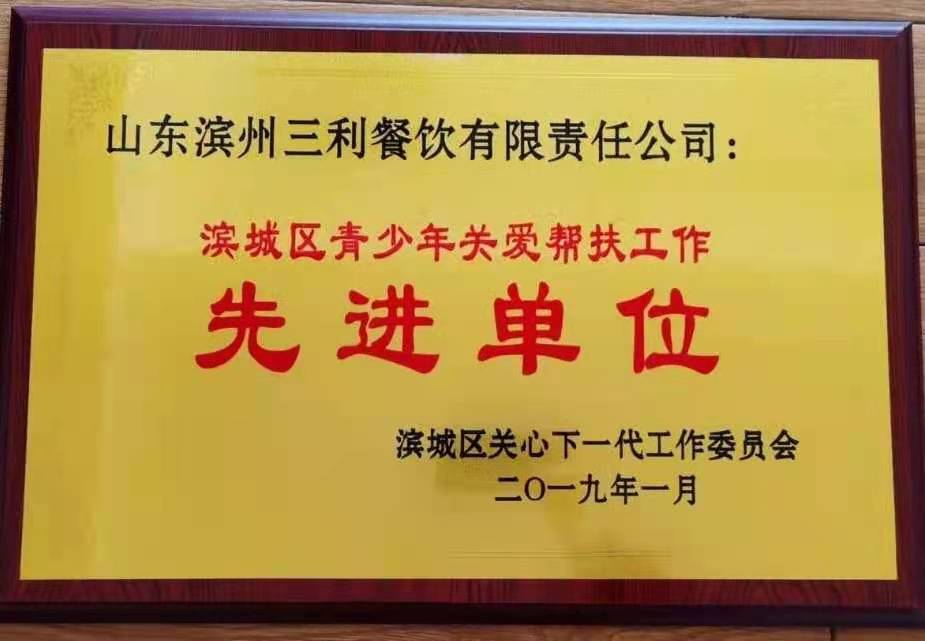 山东滨州三利餐饮有限责任公司：
滨城区青少年关爱帮扶工作
先进单位
滨城区关心下一代工作委员会
二O一九年一月